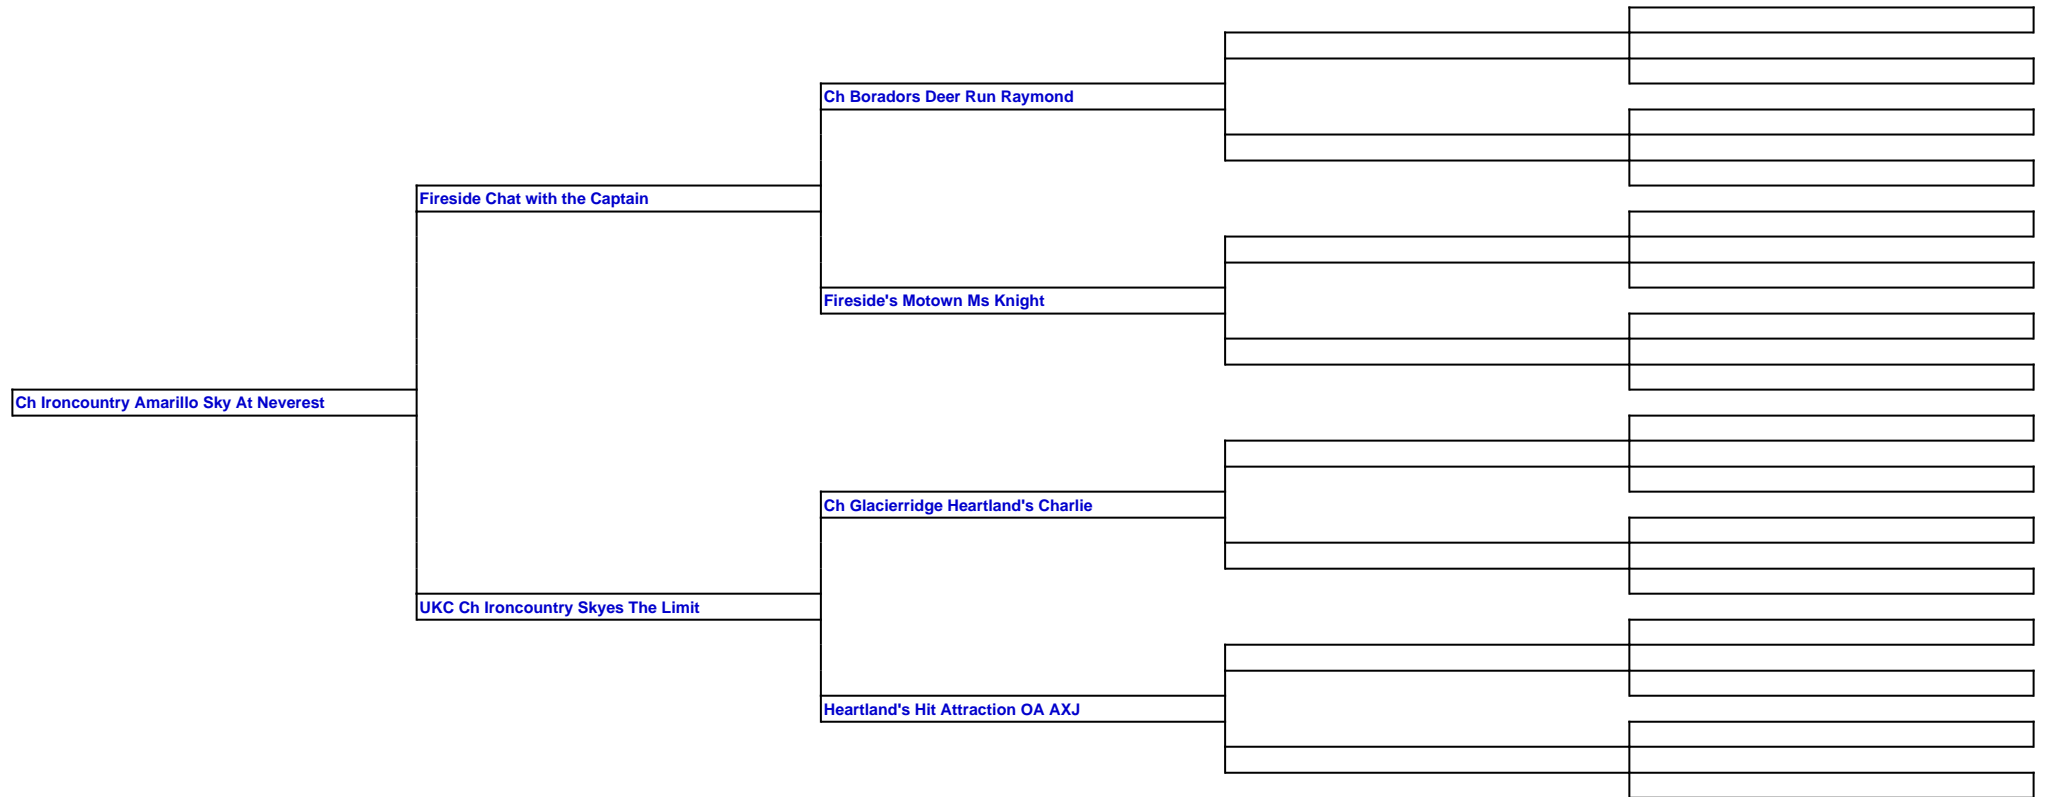 Ch Boradors Deer Run Raymond
Fireside Chat with the Captain
Fireside's Motown Ms Knight
Ch Ironcountry Amarillo Sky At Neverest
Ch Glacierridge Heartland's Charlie
UKC Ch Ironcountry Skyes The Limit
Heartland's Hit Attraction OA AXJ